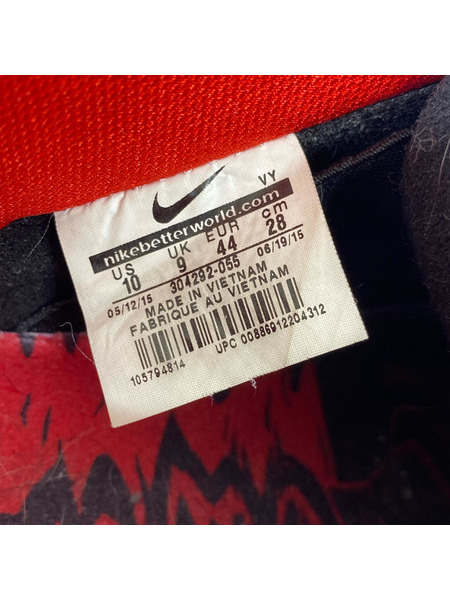 VY
nikebetterworld.com
US UK EUR cm
10 9 44 28
304292-055
05/12/15 06/19/15
MADE IN VIETNAM
FABRIQUE AU VIETNAM
105794814 UPC 00886912204312